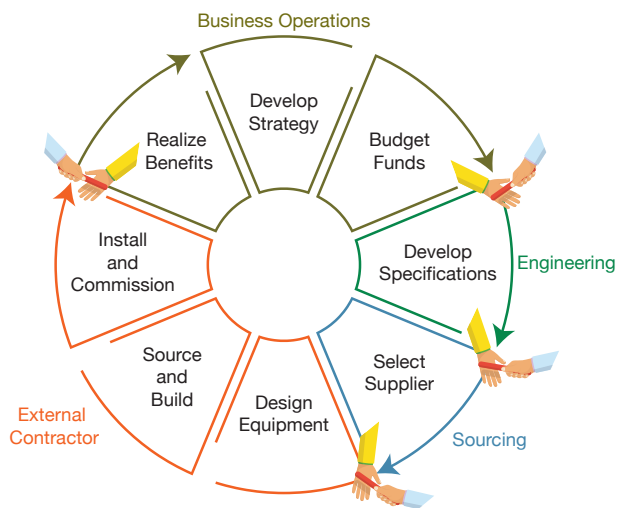 Business Operations
Develop
Strategy
Budget
Funds
Develop
Specifications
Engineering
Select
Supplier
Sourcing
Design
Equipment
Source
and
Build
External
Contractor
Install
and
Commission
Realize
Benefits